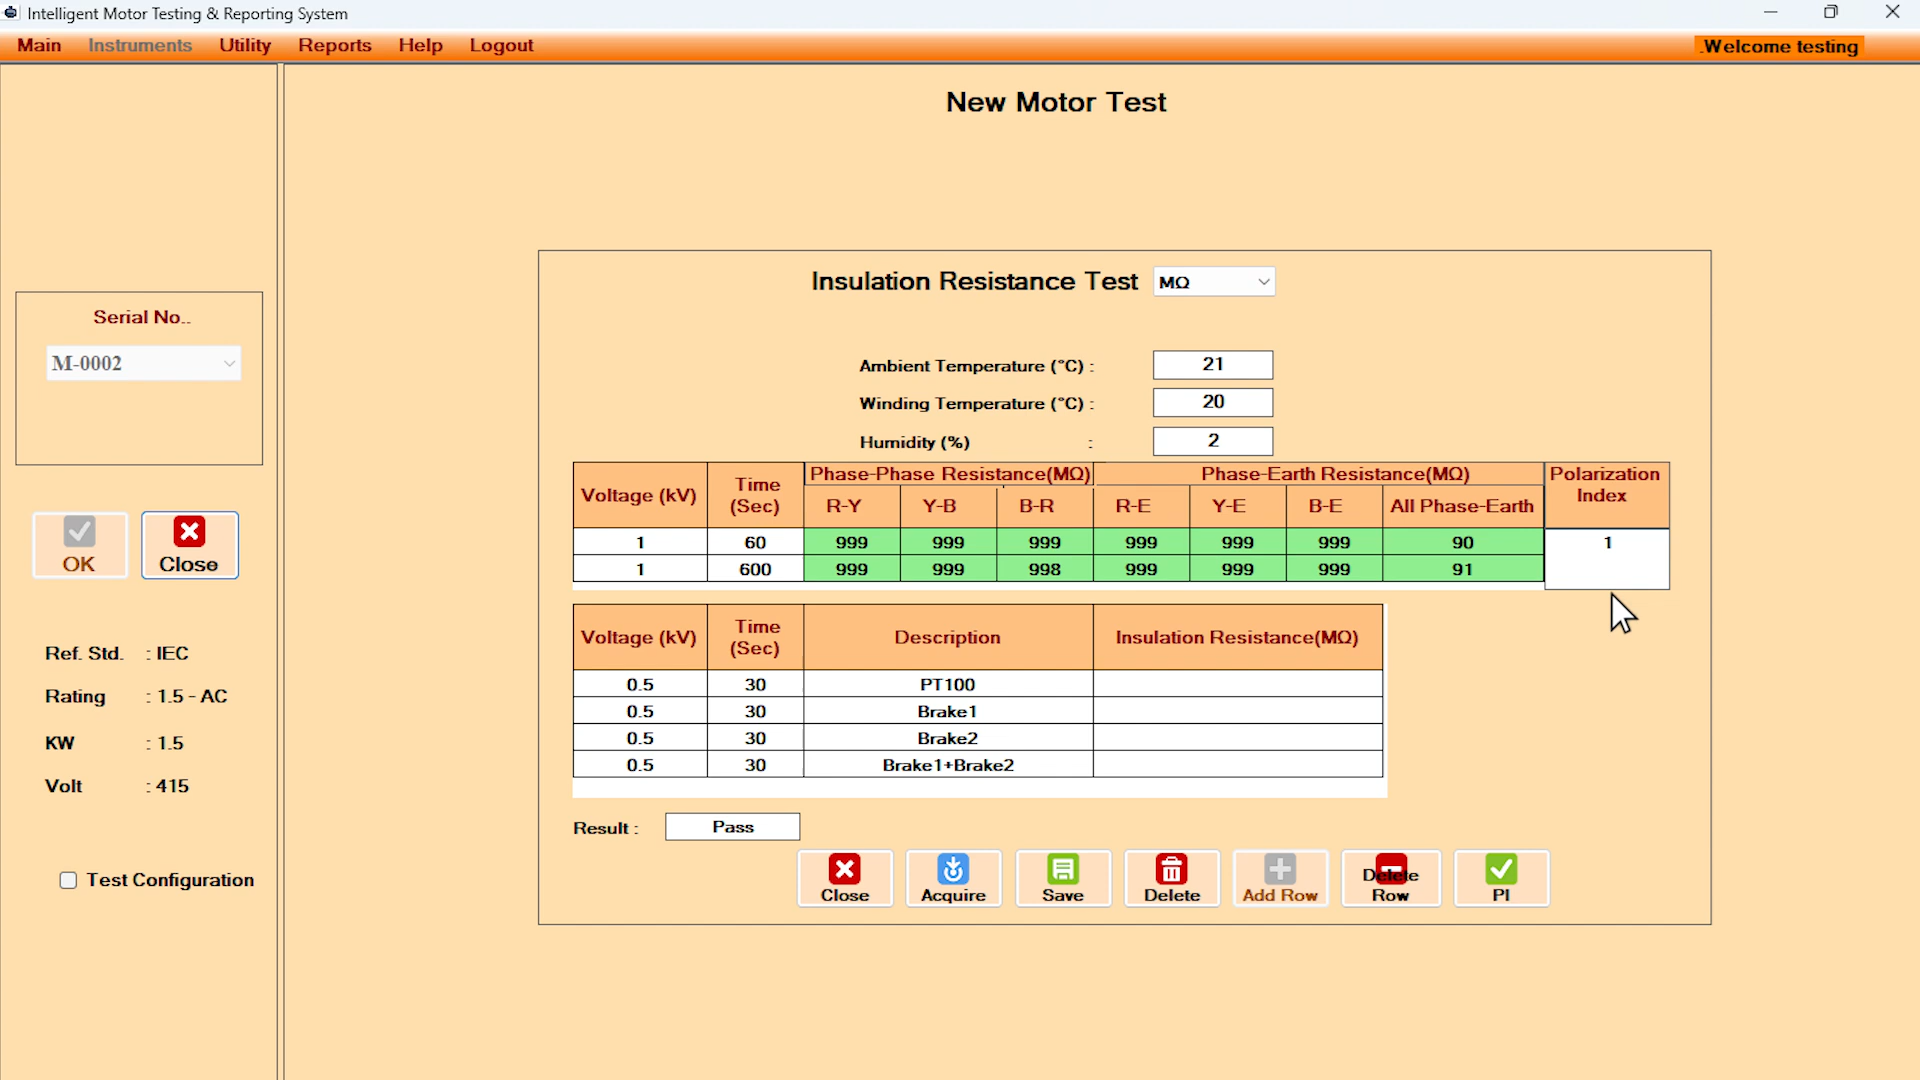 Intelligent Motor Testing & Reporting System
Main Instruments Utility Reports Help Logout .Welcome testing
New Motor Test
Serial No..
M-0002
OK Close
Ref. Std. : IEC
Rating : 1.5 - AC
KW : 1.5
Volt : 415
Test Configuration
Insulation Resistance Test MΩ
Ambient Temperature (°C) : 21
Winding Temperature (°C) : 20
Humidity (%) : 2
Voltage (kV) Time (Sec) Phase-Phase Resistance(MΩ) Phase-Earth Resistance(MΩ) Polarization Index
R-Y Y-B B-R R-E Y-E B-E All Phase-Earth
1 60 999 999 999 999 999 999 90 1
1 600 999 999 998 999 999 999 91
Voltage (kV) Time (Sec) Description Insulation Resistance(MΩ)
0.5 30 PT100
0.5 30 Brake1
0.5 30 Brake2
0.5 30 Brake1+Brake2
Result : Pass
Close Acquire Save Delete Add Row Delete Row PI